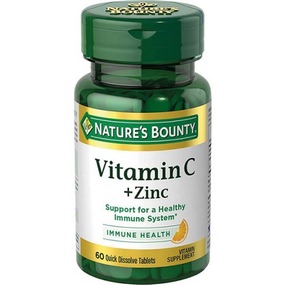 NATURE'S BOUNTY
Vitamin C
+Zinc
Support for a Healthy
Immune System*
IMMUNE HEALTH
60 Quick Dissolve Tablets
VITAMIN
SUPPLEMENT